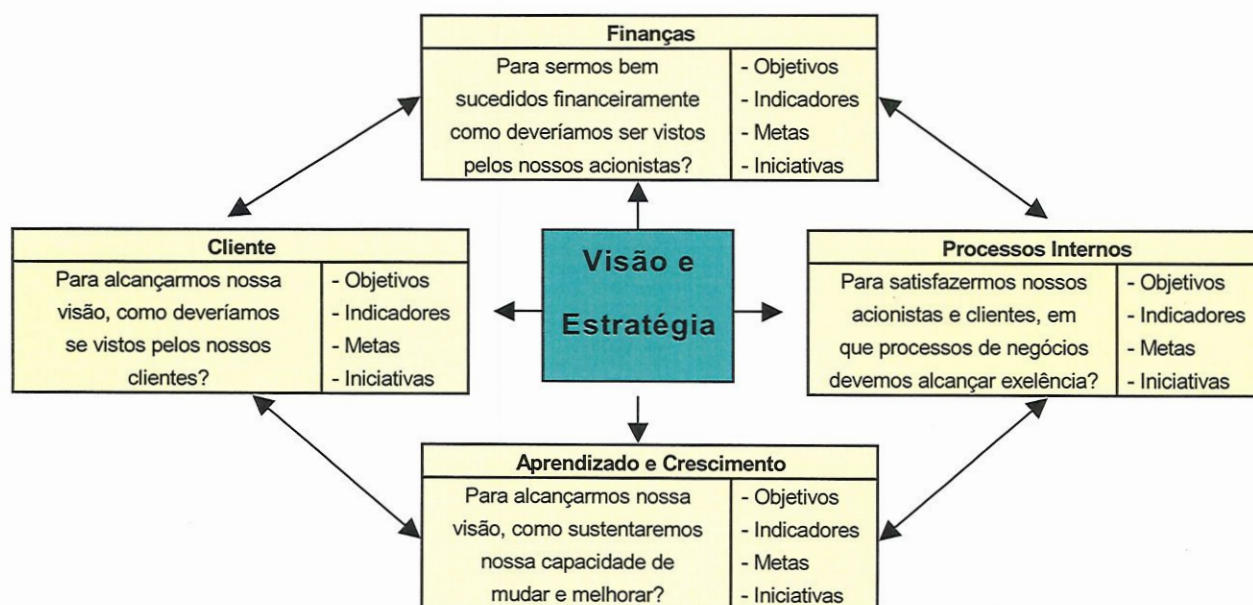 Finanças
Para sermos bem
sucedidos financeiramente
como deveríamos ser vistos
pelos nossos acionistas?
- Objetivos
- Indicadores
- Metas
- Iniciativas
Cliente
Para alcançarmos nossa
visão, como deveríamos
se vistos pelos nossos
clientes?
- Objetivos
- Indicadores
- Metas
- Iniciativas
Visão e
Estratégia
Processos Internos
Para satisfazermos nossos
acionistas e clientes, em
que processos de negócios
devemos alcançar exelência?
- Objetivos
- Indicadores
- Metas
- Iniciativas
Aprendizado e Crescimento
Para alcançarmos nossa
visão, como sustentaremos
nossa capacidade de
mudar e melhorar?
- Objetivos
- Indicadores
- Metas
- Iniciativas